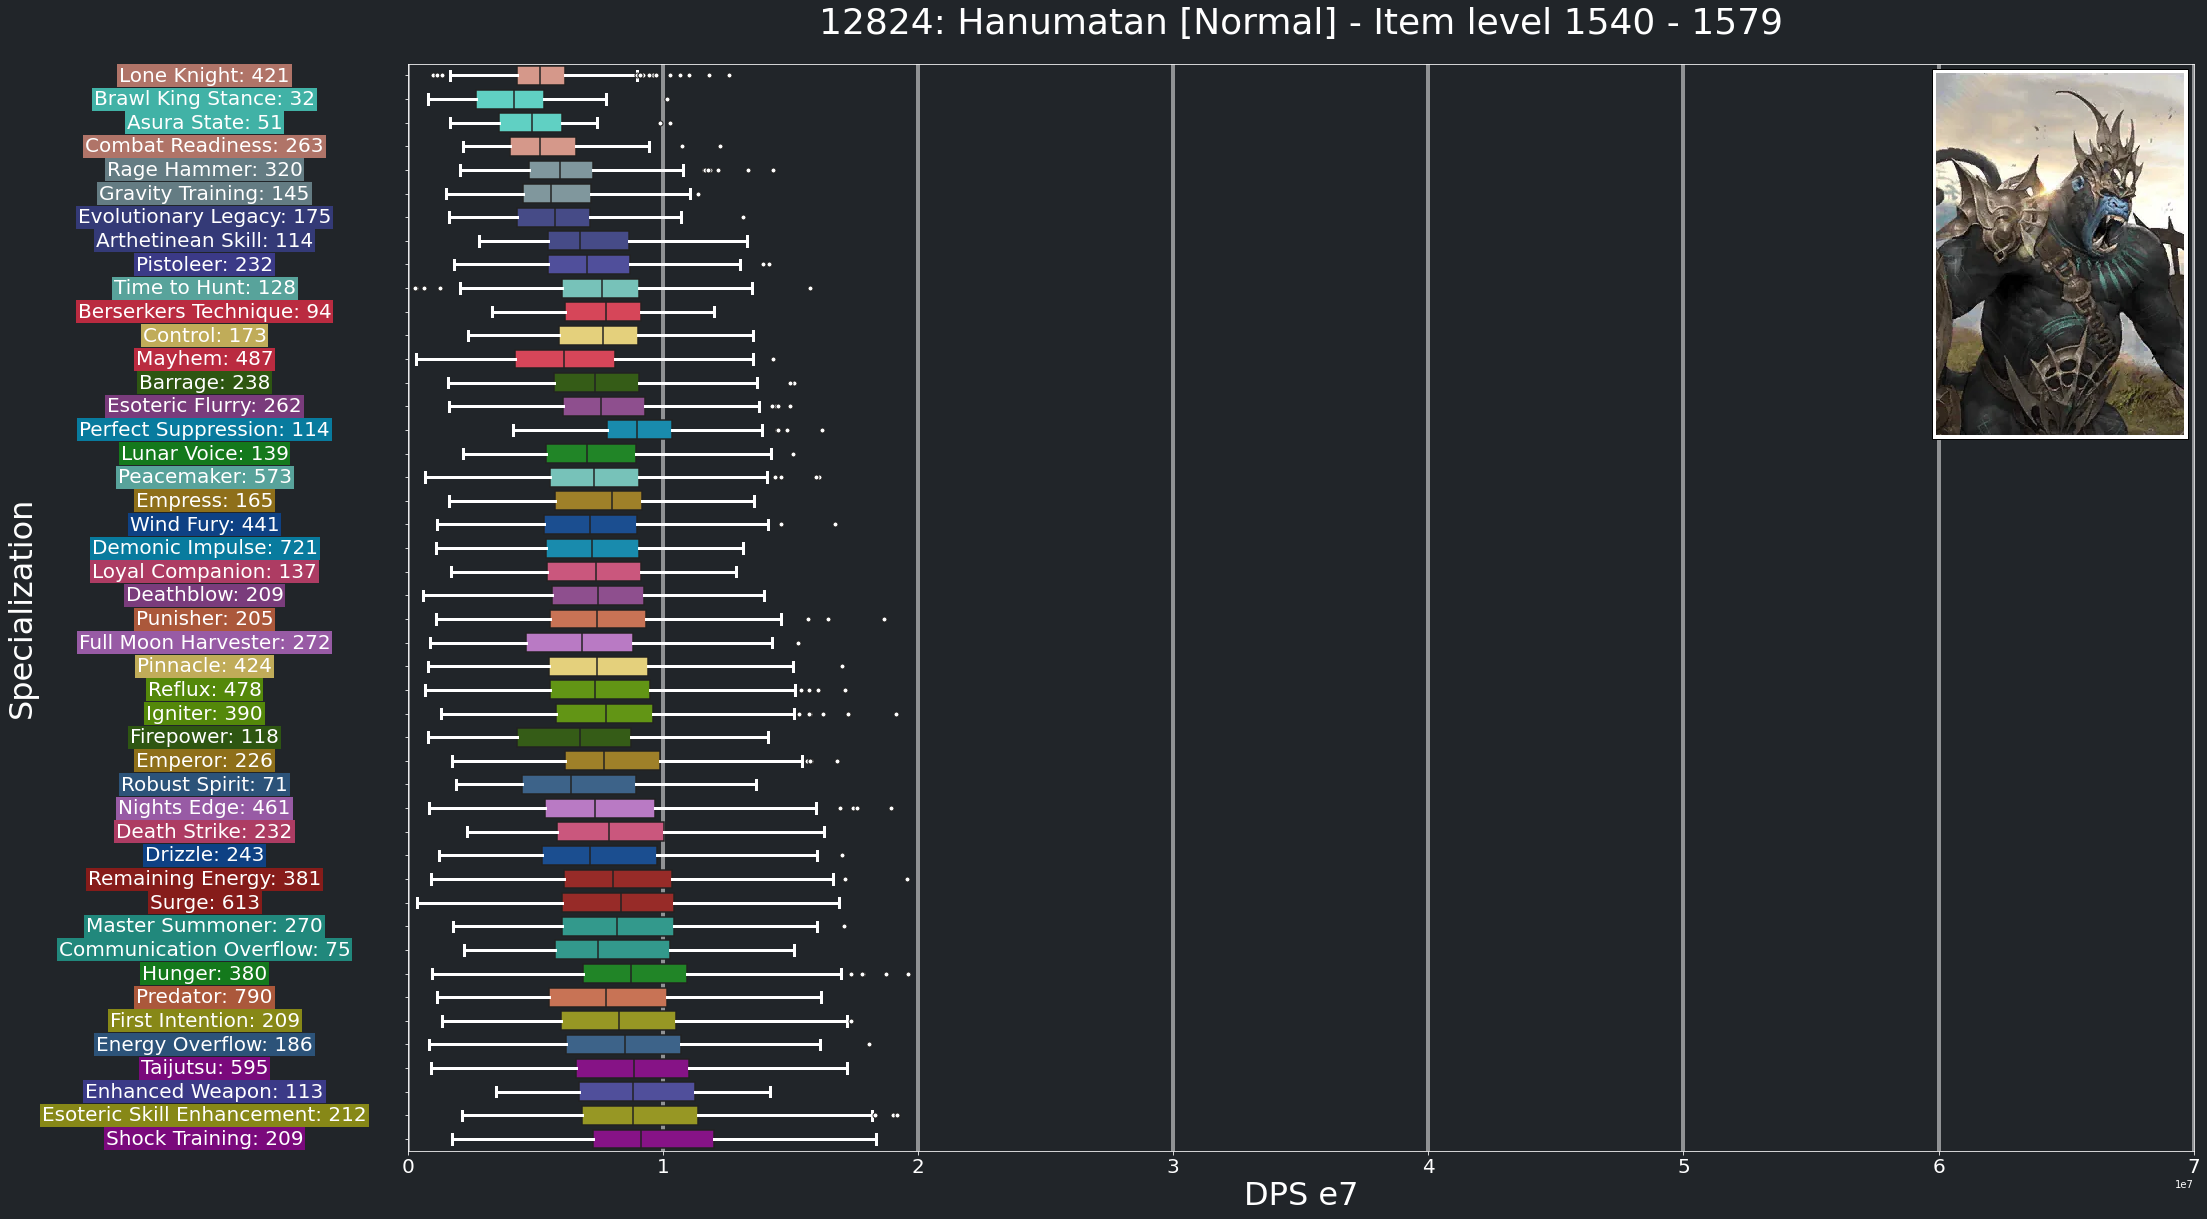 12824: Hanumatan [Normal] - Item level 1540 - 1579
Lone Knight: 421
Brawl King Stance: 32
Asura State: 51
Combat Readiness: 263
Rage Hammer: 320
Gravity Training: 145
Evolutionary Legacy: 175
Arthetinean Skill: 114
Pistoleer: 232
Time to Hunt: 128
Berserkers Technique: 94
Control: 173
Mayhem: 487
Barrage: 238
Esoteric Flurry: 262
Perfect Suppression: 114
Lunar Voice: 139
Peacemaker: 573
Empress: 165
Wind Fury: 441
Demonic Impulse: 721
Loyal Companion: 137
Deathblow: 209
Punisher: 205
Full Moon Harvester: 272
Pinnacle: 424
Reflux: 478
Igniter: 390
Firepower: 118
Emperor: 226
Robust Spirit: 71
Nights Edge: 461
Death Strike: 232
Drizzle: 243
Remaining Energy: 381
Surge: 613
Master Summoner: 270
Communication Overflow: 75
Hunger: 380
Predator: 790
First Intention: 209
Energy Overflow: 186
Taijutsu: 595
Enhanced Weapon: 113
Esoteric Skill Enhancement: 212
Shock Training: 209
Specialization
0 1 2 3 4 5 6 7
DPS e7
1e7